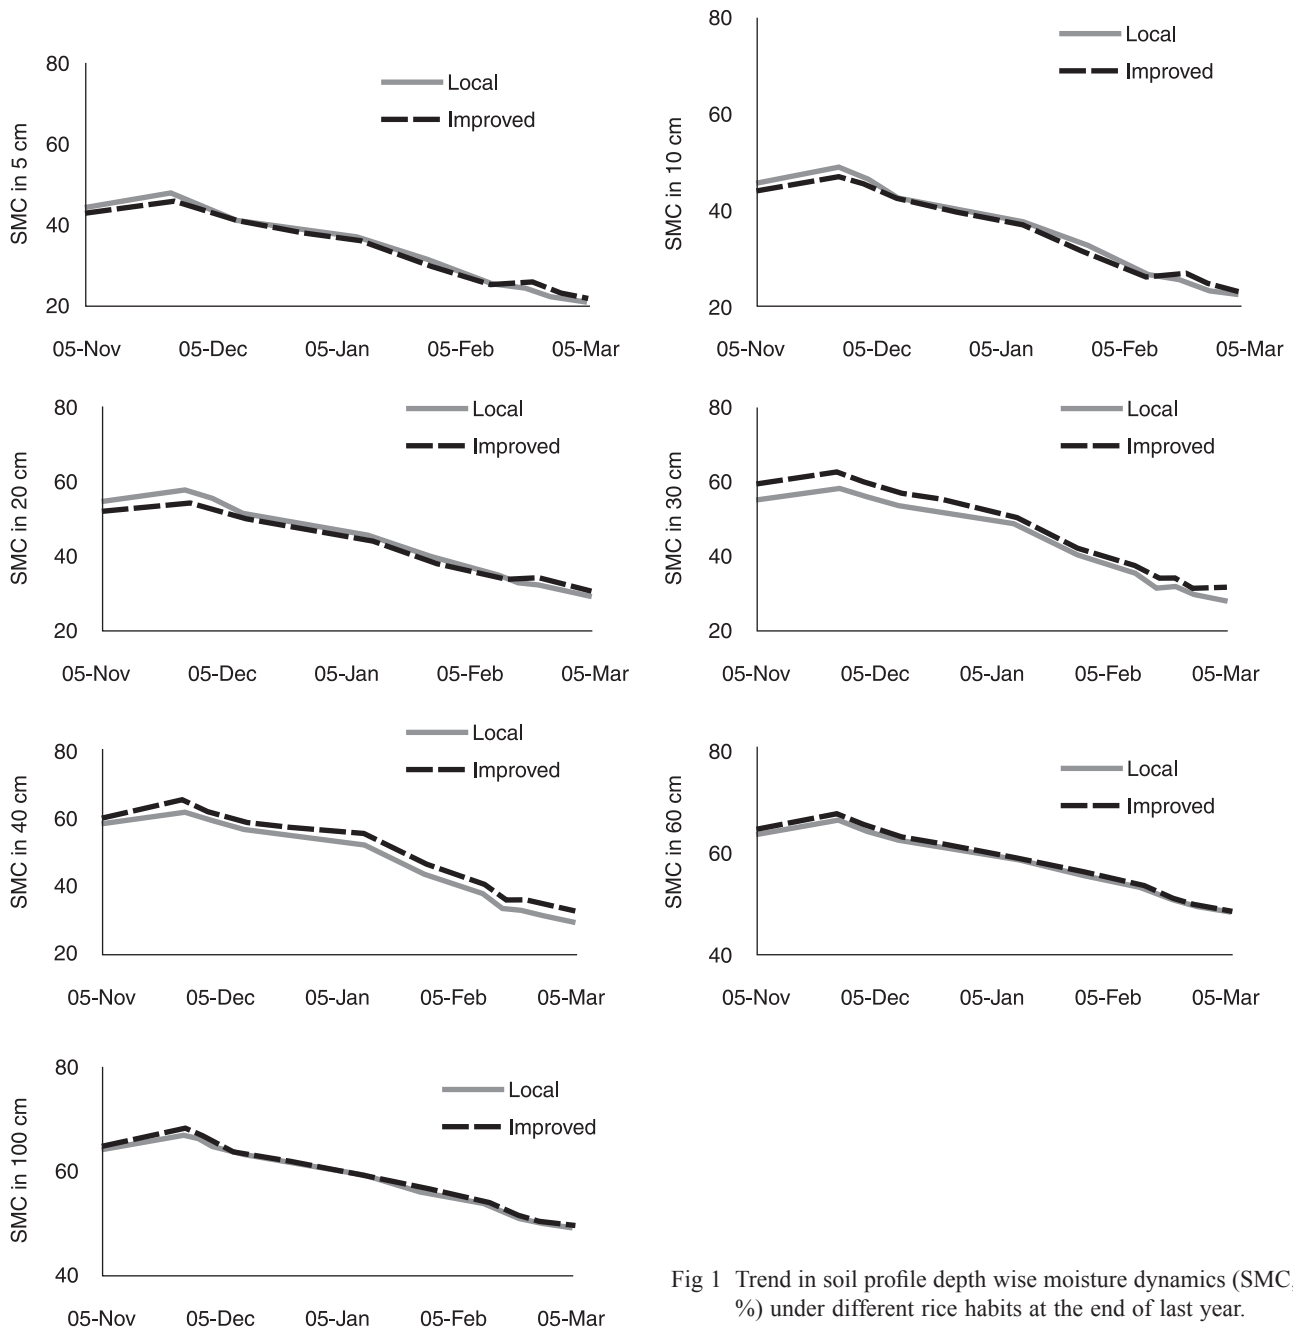 80
60
40
20
SMC in 5 cm
Local
Improved
05-Nov 05-Dec 05-Jan 05-Feb 05-Mar
80
60
40
20
SMC in 10 cm
Local
Improved
05-Nov 05-Dec 05-Jan 05-Feb 05-Mar
80
60
40
20
SMC in 20 cm
Local
Improved
05-Nov 05-Dec 05-Jan 05-Feb 05-Mar
80
60
40
20
SMC in 30 cm
Local
Improved
05-Nov 05-Dec 05-Jan 05-Feb 05-Mar
80
60
40
20
SMC in 40 cm
Local
Improved
05-Nov 05-Dec 05-Jan 05-Feb 05-Mar
80
60
40
SMC in 60 cm
Local
Improved
05-Nov 05-Dec 05-Jan 05-Feb 05-Mar
80
60
40
SMC in 100 cm
Local
Improved
05-Nov 05-Dec 05-Jan 05-Feb 05-Mar
Fig 1 Trend in soil profile depth wise moisture dynamics (SMC,
%) under different rice habits at the end of last year.